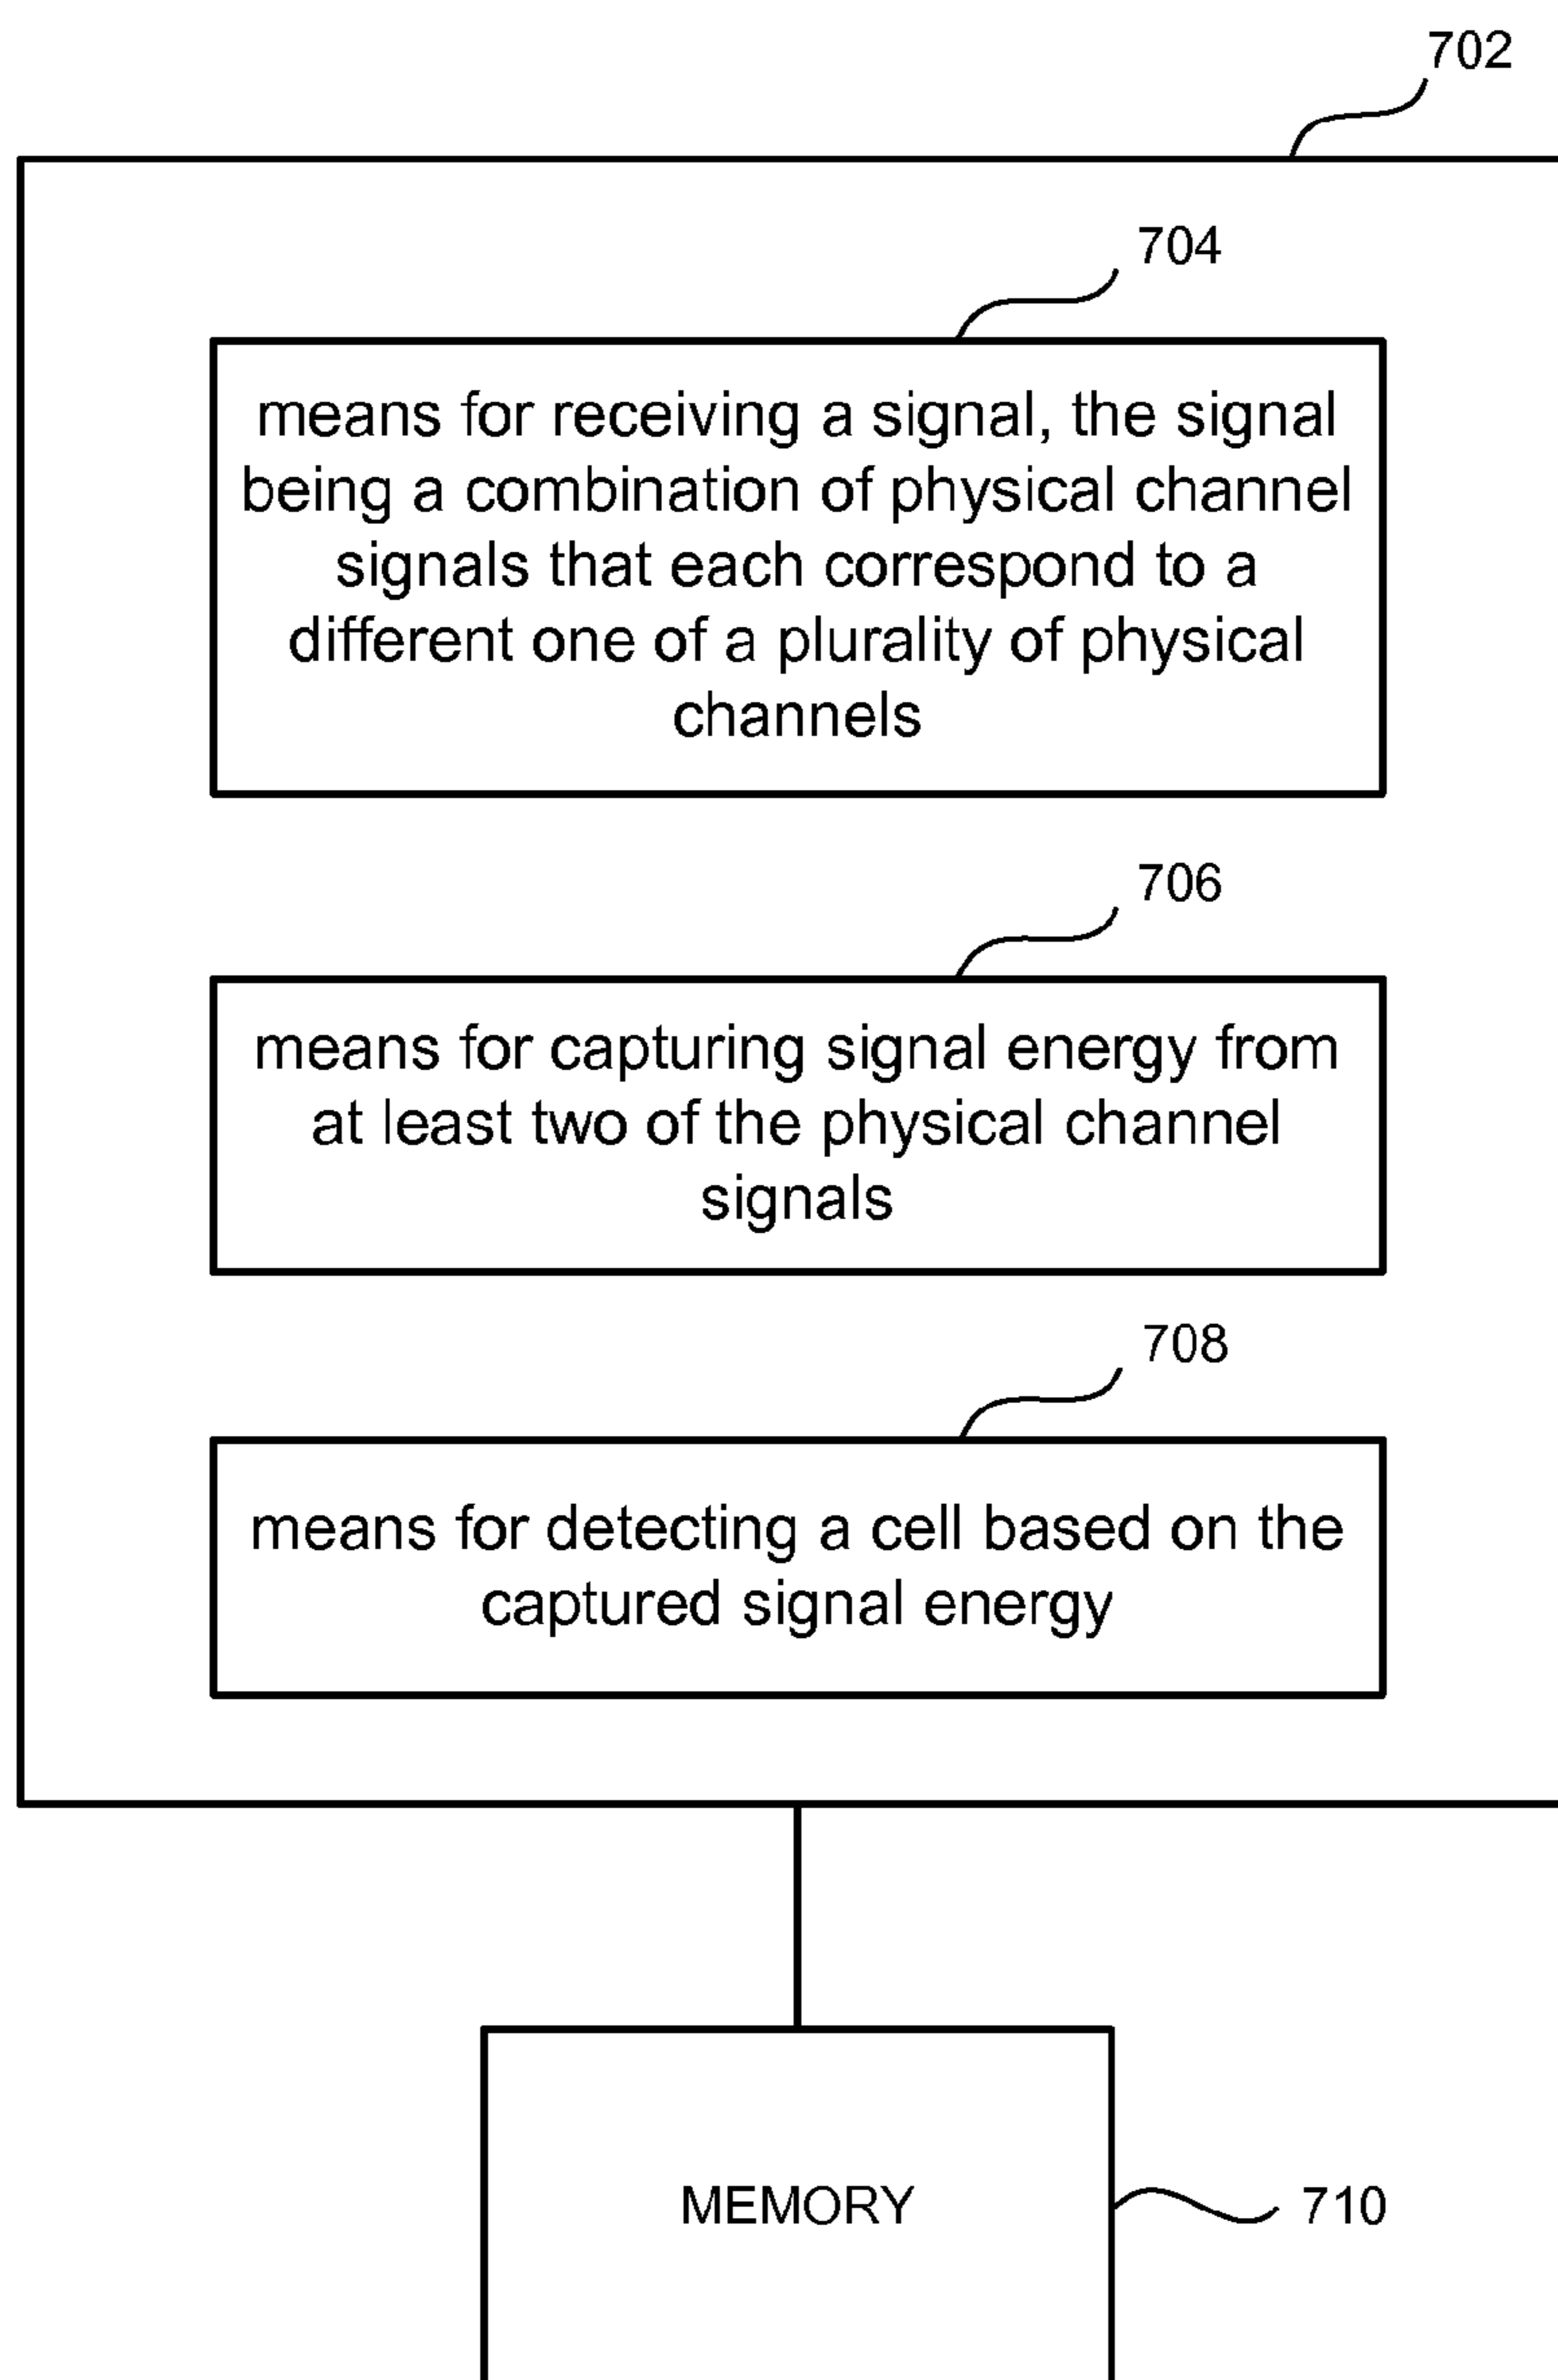 702
704
means for receiving a signal, the signal
being a combination of physical channel
signals that each correspond to a
different one of a plurality of physical
channels
706
means for capturing signal energy from
at least two of the physical channel
signals
708
means for detecting a cell based on the
captured signal energy
MEMORY
710